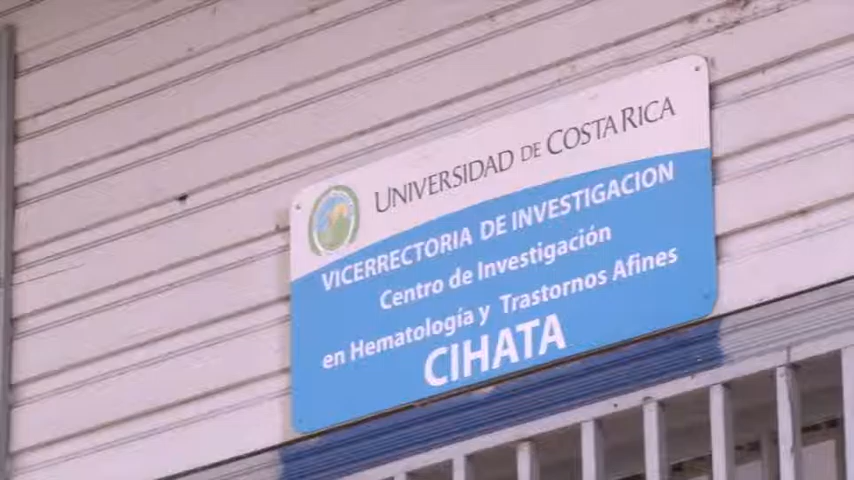 UNIVERSIDAD DE COSTA RICA
VICERRECTORIA DE INVESTIGACION
Centro de Investigación
en Hematología y Trastornos Afines
CIHATA